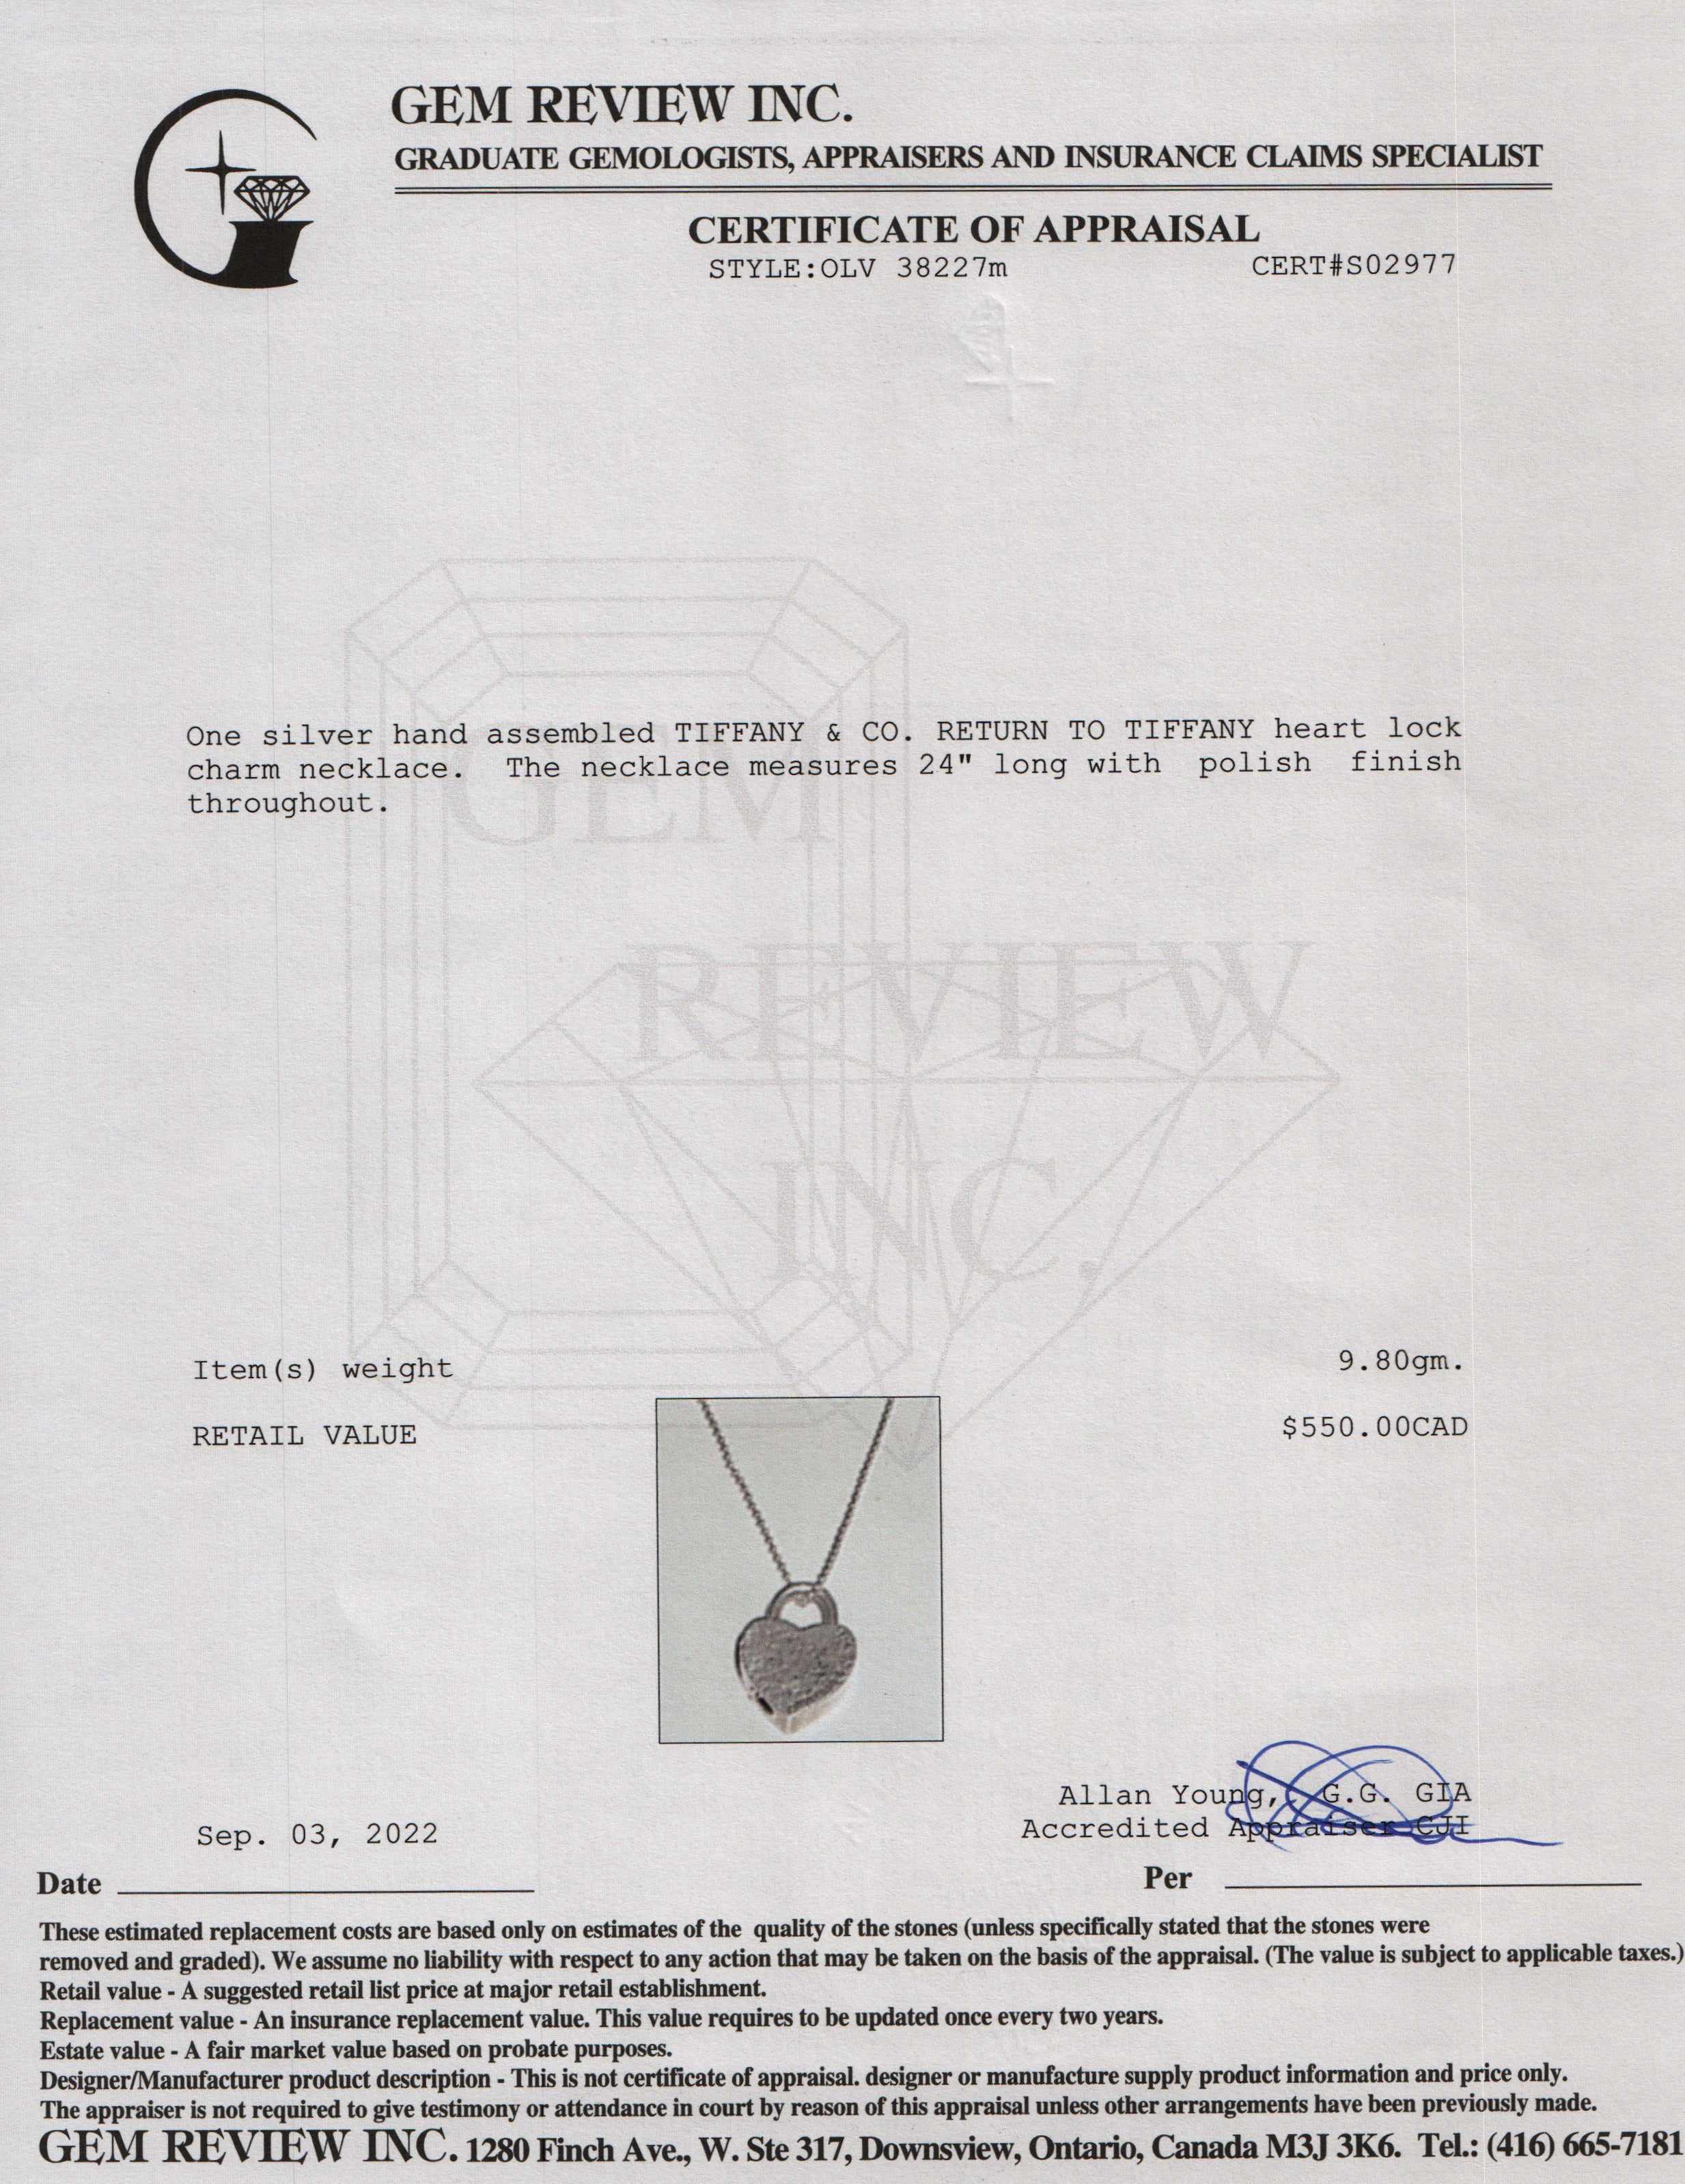 GEM REVIEW INC.
GRADUATE GEMOLOGISTS, APPRAISERS AND INSURANCE CLAIMS SPECIALIST
CERTIFICATE OF APPRAISAL
STYLE:OLV 38227m CERT#S02977
One silver hand assembled TIFFANY & CO. RETURN TO TIFFANY heart lock
charm necklace. The necklace measures 24" long with polish finish
throughout.
GEM
REVIEW
INC.
Item(s) weight 9.80gm.
RETAIL VALUE $550.00CAD
Allan Young, G.G. GIA
Accredited Appraiser CJI
Sep. 03, 2022
Date
Per
These estimated replacement costs are based only on estimates of the quality of the stones (unless specifically stated that the stones were
removed and graded). We assume no liability with respect to any action that may be taken on the basis of the appraisal. (The value is subject to applicable taxes.)
Retail value - A suggested retail list price at major retail establishment.
Replacement value - An insurance replacement value. This value requires to be updated once every two years.
Estate value - A fair market value based on probate purposes.
Designer/Manufacturer product description - This is not certificate of appraisal. designer or manufacture supply product information and price only.
The appraiser is not required to give testimony or attendance in court by reason of this appraisal unless other arrangements have been previously made.
GEM REVIEW INC. 1280 Finch Ave., W. Ste 317, Downsview, Ontario, Canada M3J 3K6. Tel.: (416) 665-7181